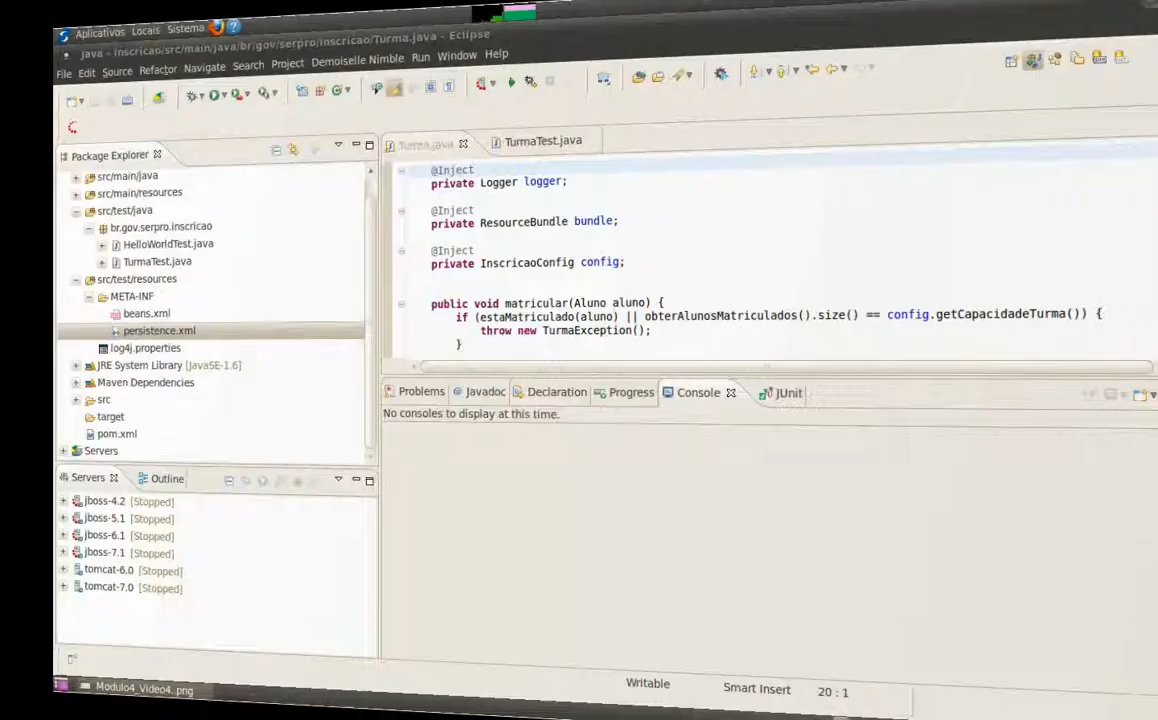 Aplicativos Locais Sistema
java - inscricao/src/main/java/br/gov/serpro/inscricao/Turma.java - Eclipse
File Edit Source Refactor Navigate Search Project Demoiselle Nimble Run Window Help
Package Explorer
src/main/java
src/main/resources
src/test/java
br.gov.serpro.inscricao
HelloWorldTest.java
TurmaTest.java
src/test/resources
META-INF
beans.xml
persistence.xml
log4j.properties
JRE System Library [JavaSE-1.6]
Maven Dependencies
src
target
pom.xml
Servers
Servers Outline
jboss-4.2 [Stopped]
jboss-5.1 [Stopped]
jboss-6.1 [Stopped]
jboss-7.1 [Stopped]
tomcat-6.0 [Stopped]
tomcat-7.0 [Stopped]
Turma.java TurmaTest.java
@Inject
private Logger logger;
@Inject
private ResourceBundle bundle;
@Inject
private InscricaoConfig config;
public void matricular(Aluno aluno) {
if (estaMatriculado(aluno) || obterAlunosMatriculados().size() == config.getCapacidadeTurma()) {
throw new TurmaException();
}
Problems Javadoc Declaration Progress Console JUnit
No consoles to display at this time.
Writable Smart Insert 20 : 1
Modulo4_Video4..png